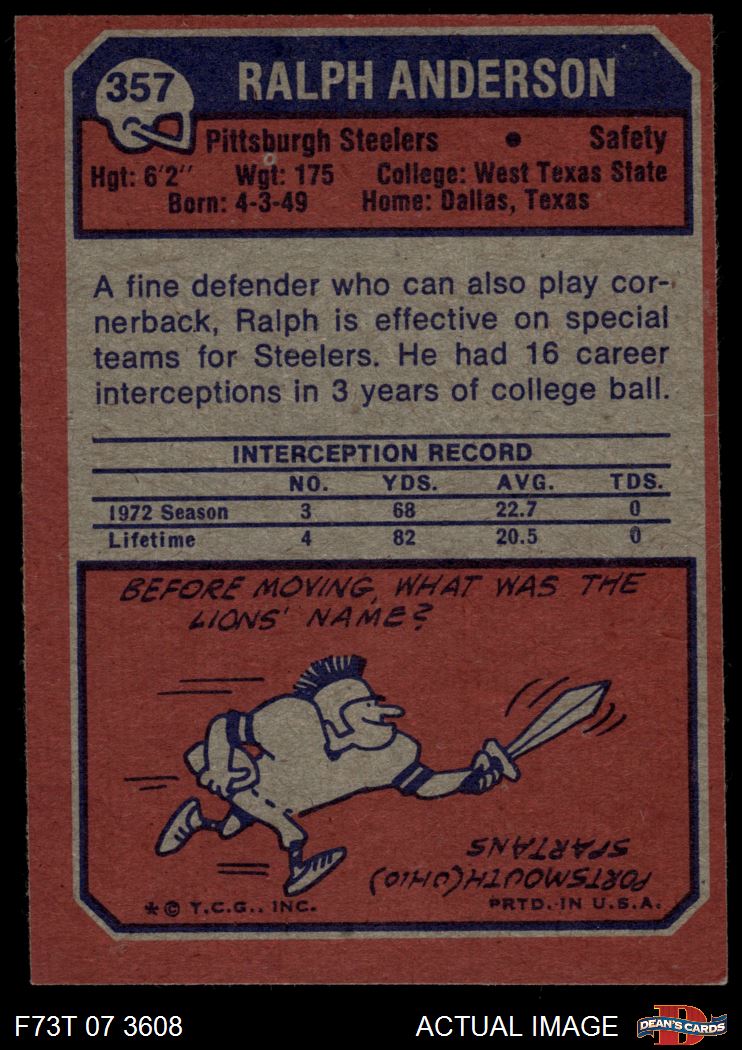 357
RALPH ANDERSON
Pittsburgh Steelers • Safety
Hgt: 6'2" Wgt: 175 College: West Texas State
Born: 4-3-49 Home: Dallas, Texas
A fine defender who can also play cor-
nerback, Ralph is effective on special
teams for Steelers. He had 16 career
interceptions in 3 years of college ball.
INTERCEPTION RECORD
NO. YDS. AVG. TDS.
1972 Season 3 68 22.7 0
Lifetime 4 82 20.5 0
BEFORE MOVING, WHAT WAS THE
LIONS' NAME?
PORTSMOUTH (OHIO)
SPARTANS
*© T.C.G., INC. PRTD. IN U.S.A.
F73T 07 3608 ACTUAL IMAGE DEAN'S CARDS